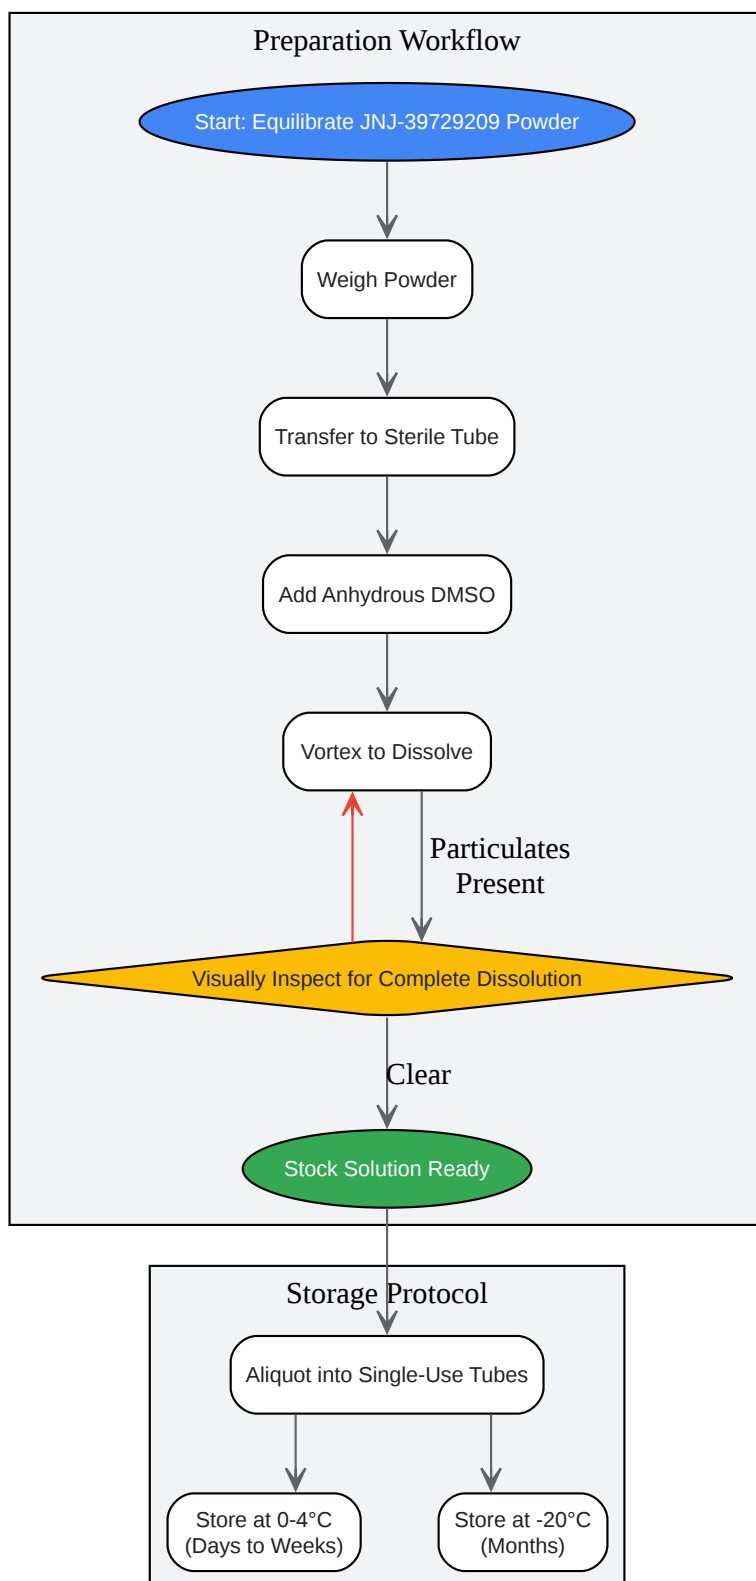 Preparation Workflow
Start: Equilibrate JNJ-39729209 Powder
Weigh Powder
Transfer to Sterile Tube
Add Anhydrous DMSO
Vortex to Dissolve
Particulates
Present
Visually Inspect for Complete Dissolution
Clear
Stock Solution Ready
Storage Protocol
Aliquot into Single-Use Tubes
Store at 0-4°C
(Days to Weeks)
Store at -20°C
(Months)